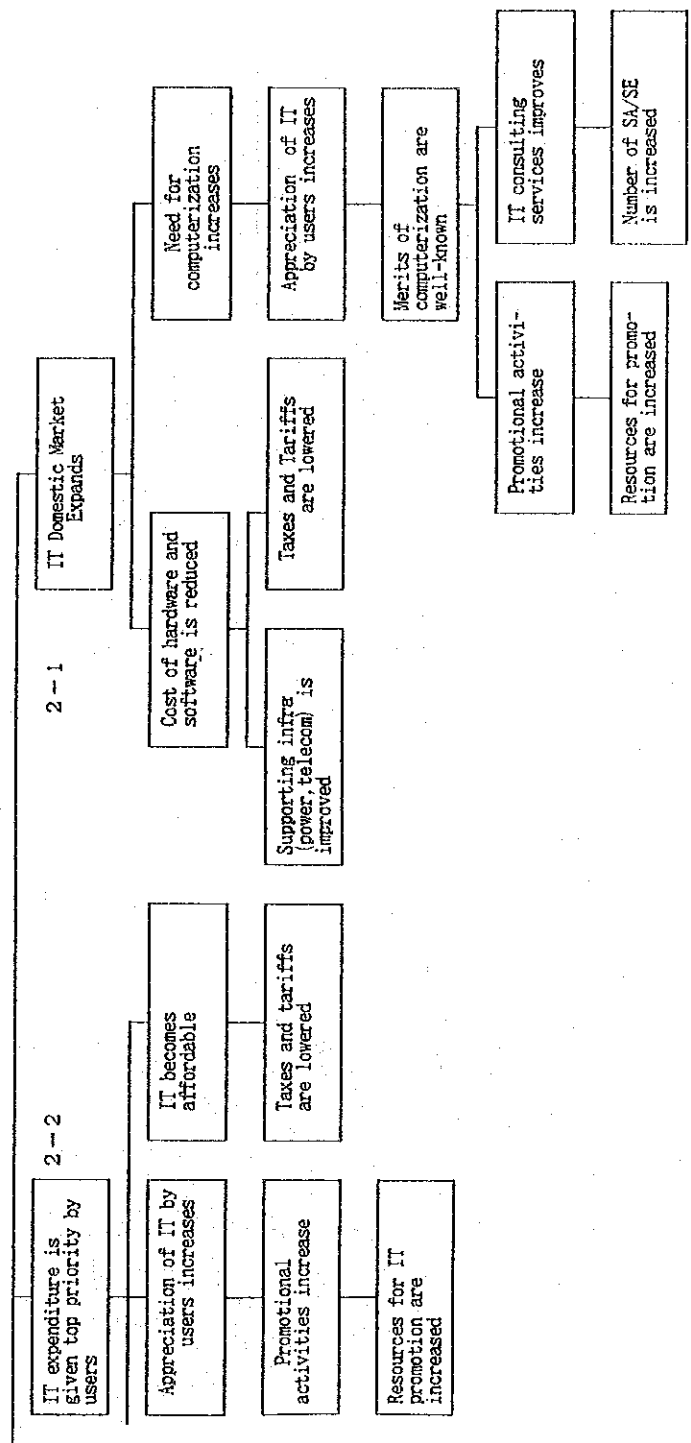 IT expenditure is
given top priority by
users
2-2
Appreciation of IT by
users increases
Promotional
activities increase
Resources for IT
promotion are
increased
IT becomes
affordable
Taxes and tariffs
are lowered
2-1
IT Domestic Market
Expands
Cost of hardware and
software is reduced
Supporting infra
(power,telecom) is
improved
Taxes and Tariffs
are lowered
Need for
computerization
increases
Appreciation of IT
by users increases
Merits of
computerization are
well-known
Promotional activi-
ties increase
Resources for promo-
tion are increased
IT consulting
services improves
Number of SA/SE
is increased